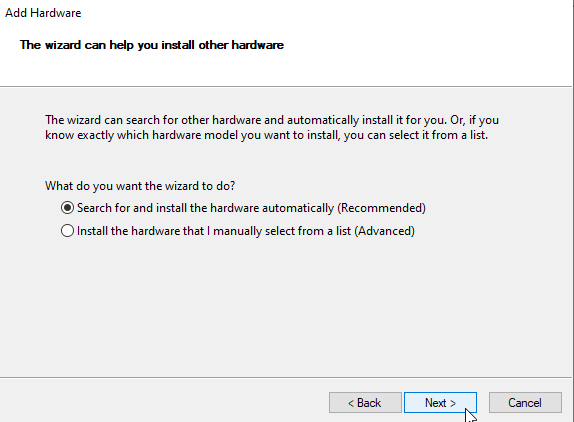 Add Hardware
The wizard can help you install other hardware
The wizard can search for other hardware and automatically install it for you. Or, if you
know exactly which hardware model you want to install, you can select it from a list.
What do you want the wizard to do?
Search for and install the hardware automatically (Recommended)
Install the hardware that I manually select from a list (Advanced)
< Back Next > Cancel